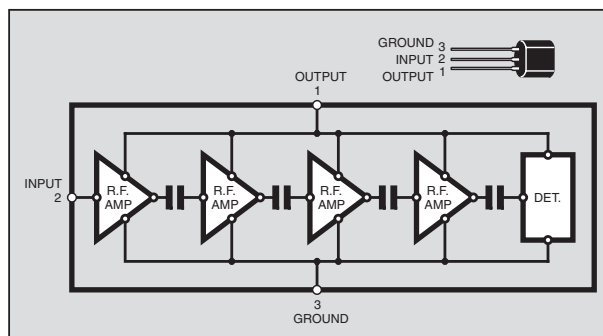 GROUND 3
INPUT 2
OUTPUT 1
OUTPUT
1
INPUT
2
R.F.
AMP
R.F.
AMP
R.F.
AMP
R.F.
AMP
DET.
3
GROUND